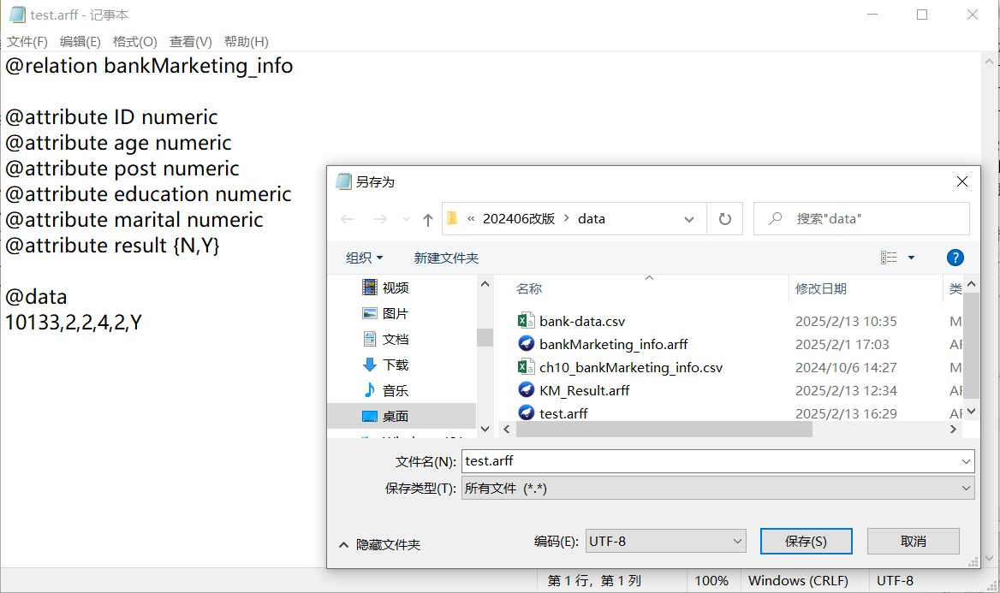 test.arff - 记事本
文件(F) 编辑(E) 格式(O) 查看(V) 帮助(H)
@relation bankMarketing_info
@attribute ID numeric
@attribute age numeric
@attribute post numeric
@attribute education numeric
@attribute marital numeric
@attribute result {N,Y}
@data
10133,2,2,4,2,Y
另存为
« 202406改版 › data
搜索"data"
组织 新建文件夹
视频
图片
文档
下载
音乐
桌面
名称 修改日期 类
bank-data.csv 2025/2/13 10:35 M
bankMarketing_info.arff 2025/2/1 17:03 AF
ch10_bankMarketing_info.csv 2024/10/6 14:27 M
KM_Result.arff 2025/2/13 12:34 AF
test.arff 2025/2/13 16:29 AF
文件名(N): test.arff
保存类型(T): 所有文件 (*.*)
隐藏文件夹 编码(E): UTF-8 保存(S) 取消
第 1 行，第 1 列 100% Windows (CRLF) UTF-8